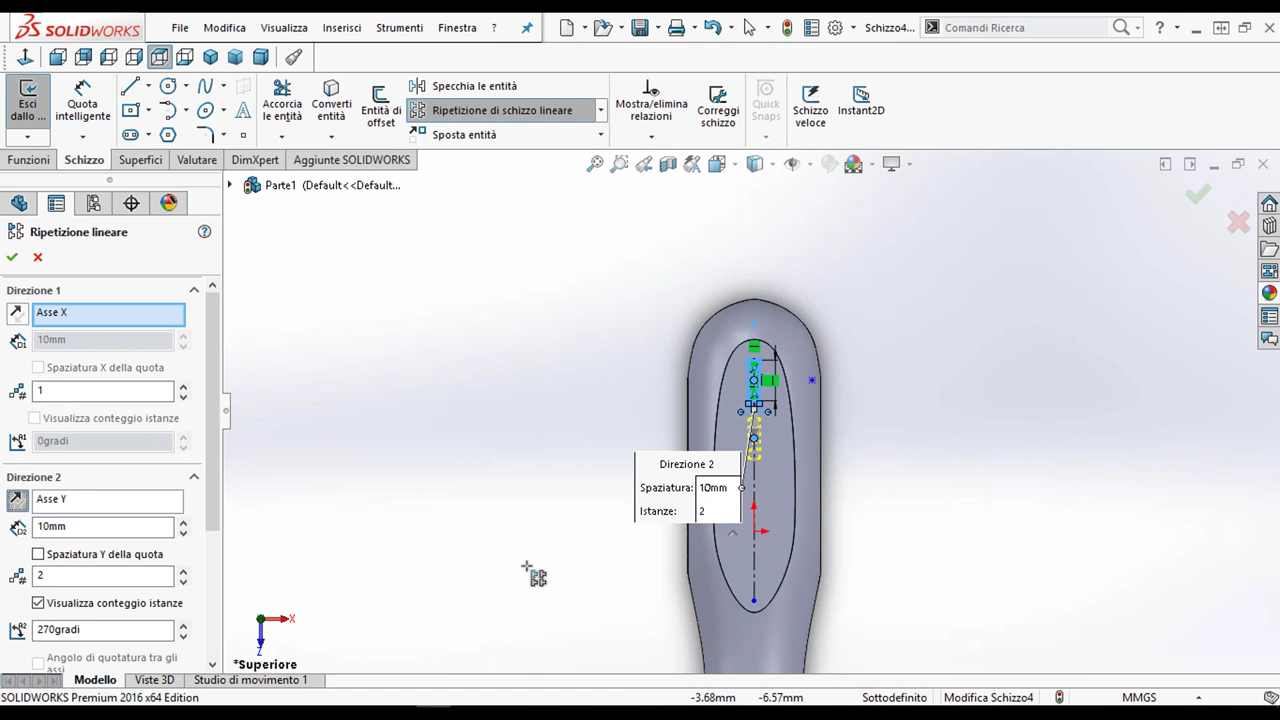 SOLIDWORKS
File
Modifica
Visualizza
Inserisci
Strumenti
Finestra
?
Schizzo4...
Comandi Ricerca
?
Esci
dallo ...
Quota
intelligente
Accorcia
le entità
Converti
entità
Entità di
offset
Specchia le entità
Ripetizione di schizzo lineare
Sposta entità
Mostra/elimina
relazioni
Correggi
schizzo
Quick
Snaps
Schizzo
veloce
Instant2D
Funzioni
Schizzo
Superfici
Valutare
DimXpert
Aggiunte SOLIDWORKS
Parte1 (Default<<Default...
Ripetizione lineare
?
Direzione 1
Asse X
10mm
Spaziatura X della quota
1
Visualizza conteggio istanze
0gradi
Direzione 2
Asse Y
10mm
Spaziatura Y della quota
2
Visualizza conteggio istanze
270gradi
Angolo di quotatura tra gli
assi
Direzione 2
Spaziatura: 10mm
Istanze: 2
X
Z
*Superiore
Modello
Viste 3D
Studio di movimento 1
SOLIDWORKS Premium 2016 x64 Edition
-3.68mm
-6.57mm
Sottodefinito
Modifica Schizzo4
MMGS